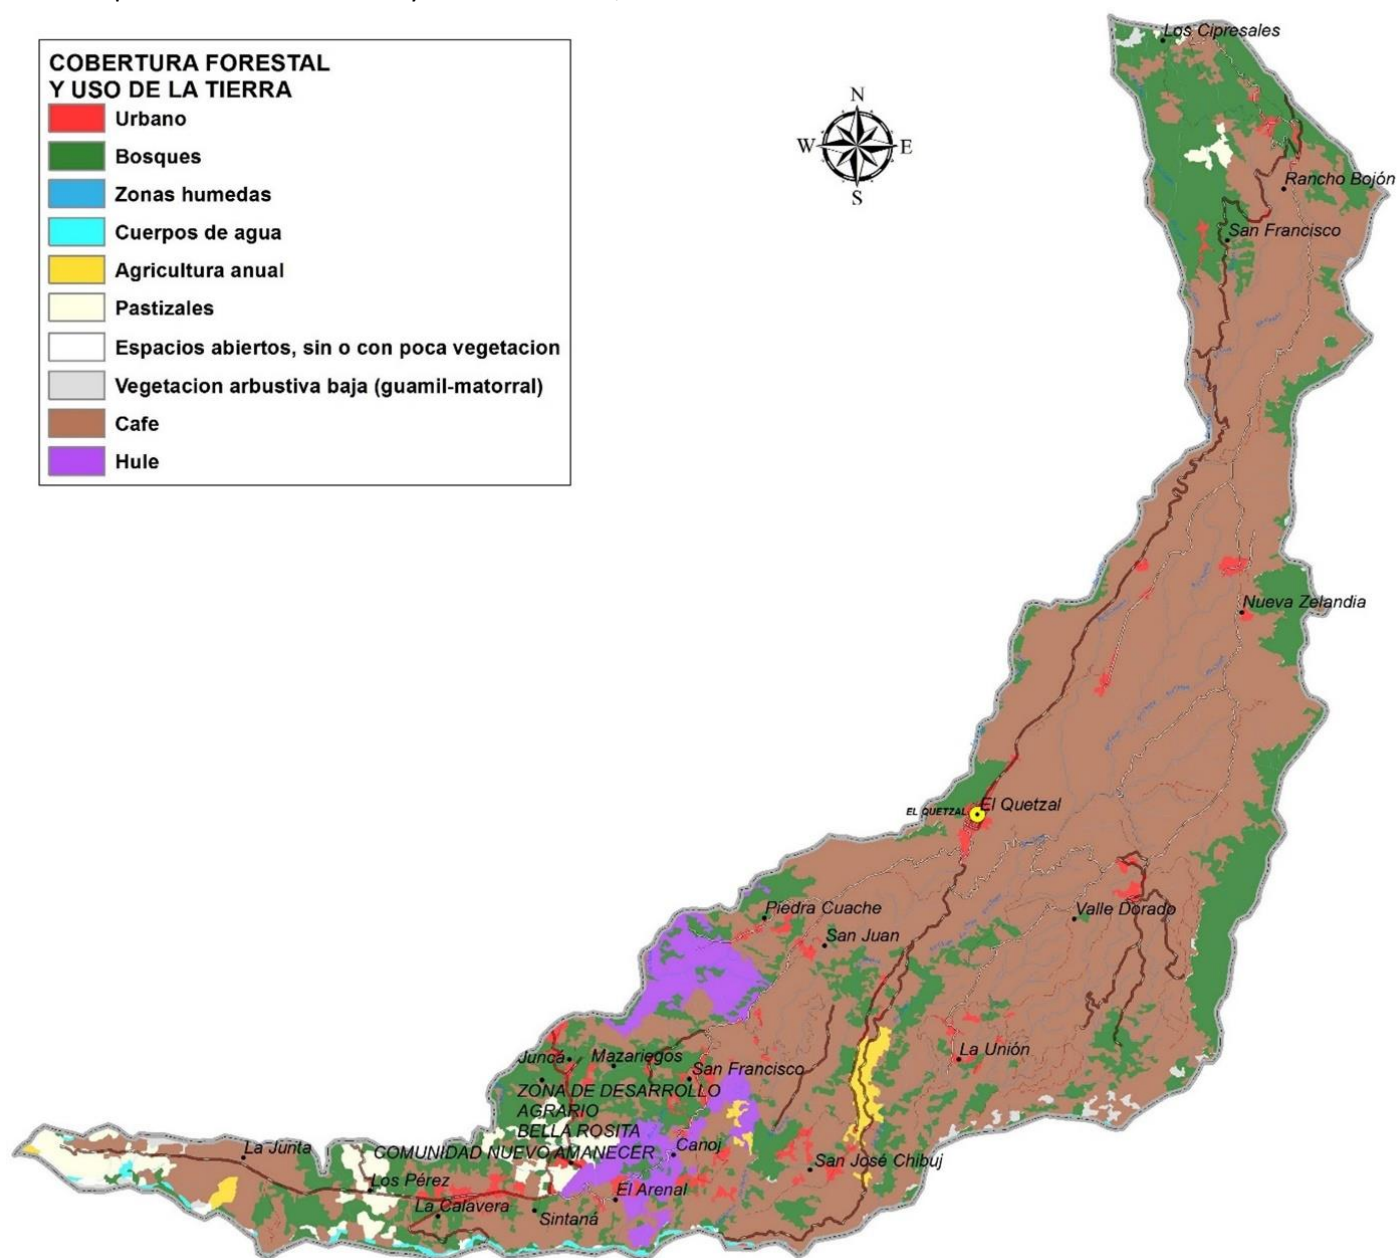 COBERTURA FORESTAL
Y USO DE LA TIERRA
Urbano
Bosques
Zonas humedas
Cuerpos de agua
Agricultura anual
Pastizales
Espacios abiertos, sin o con poca vegetacion
Vegetacion arbustiva baja (guamil-matorral)
Cafe
Hule
N
W
E
S
Los Cipresales
Rancho Bojón
San Francisco
Nueva Zelandia
El Quetzal
EL QUETZAL
Piedra Cuache
Valle Dorado
San Juan
La Unión
Juncá
Mazariegos
San Francisco
ZONA DE DESARROLLO
AGRARIO
BELLA ROSITA
La Junta
COMUNIDAD NUEVO AMANECER
Canoj
San José Chibuj
Los Pérez
El Arenal
La Calavera
Sintaná